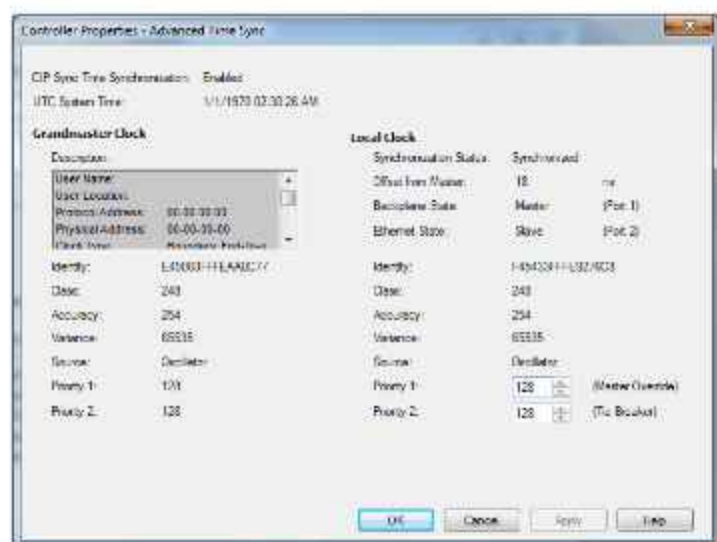 Controller Properties - Advanced Time Sync
CIP Sync Time Synchronization: Enabled
UTC System Time: 1/1/1970 02:30:26 AM
Grandmaster Clock
Description:
User Name:
User Location:
Protocol Address: 00-00-00-00
Physical Address: 00-00-00-00
Clock Type: Boundary
Identity:
Class: 248
Accuracy: 254
Variance: 65535
Source: Oscillator
Priority 1: 128
Priority 2: 128
Local Clock
Synchronization Status: Synchronized
Offset from Master: 18 ns
Backplane State: Master (Port 1)
Ethernet State: Slave (Port 2)
Identity:
Class: 248
Accuracy: 254
Variance: 65535
Source: Oscillator
Priority 1: 128 (Master Override)
Priority 2: 128 (Tie Breaker)
OK Cancel Apply Help